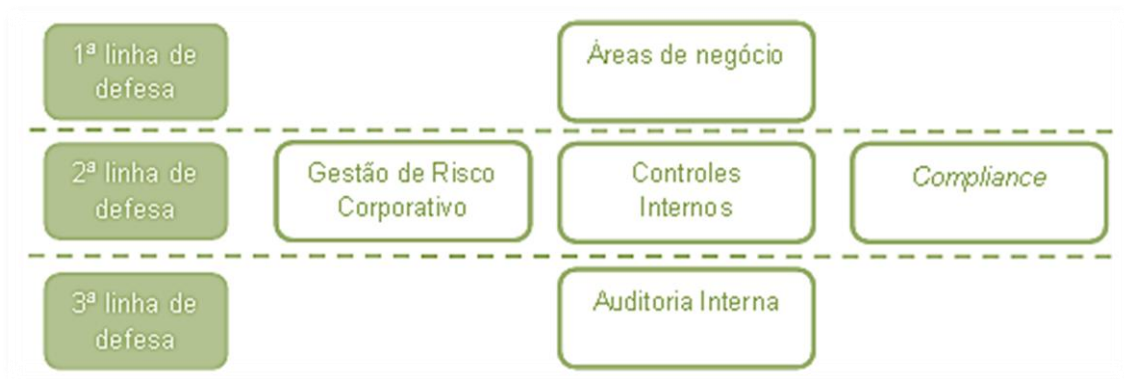 1ª linha de
defesa
Áreas de negócio
2ª linha de
defesa
Gestão de Risco
Corporativo
Controles
Internos
Compliance
3ª linha de
defesa
Auditoria Interna